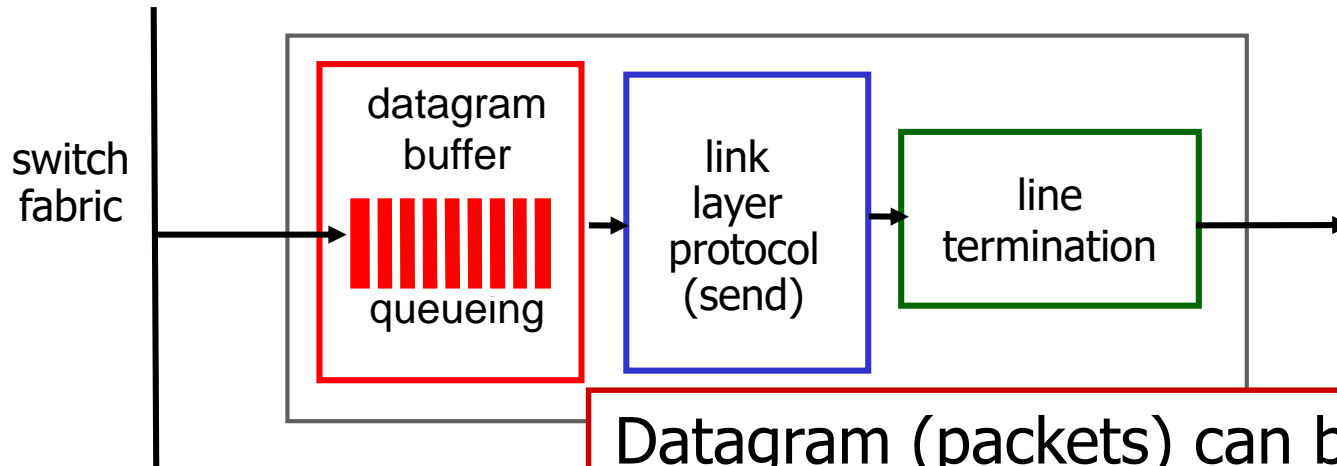 switch
fabric
datagram
buffer
queueing
link
layer
protocol
(send)
line
termination
Datagram (packets) can b